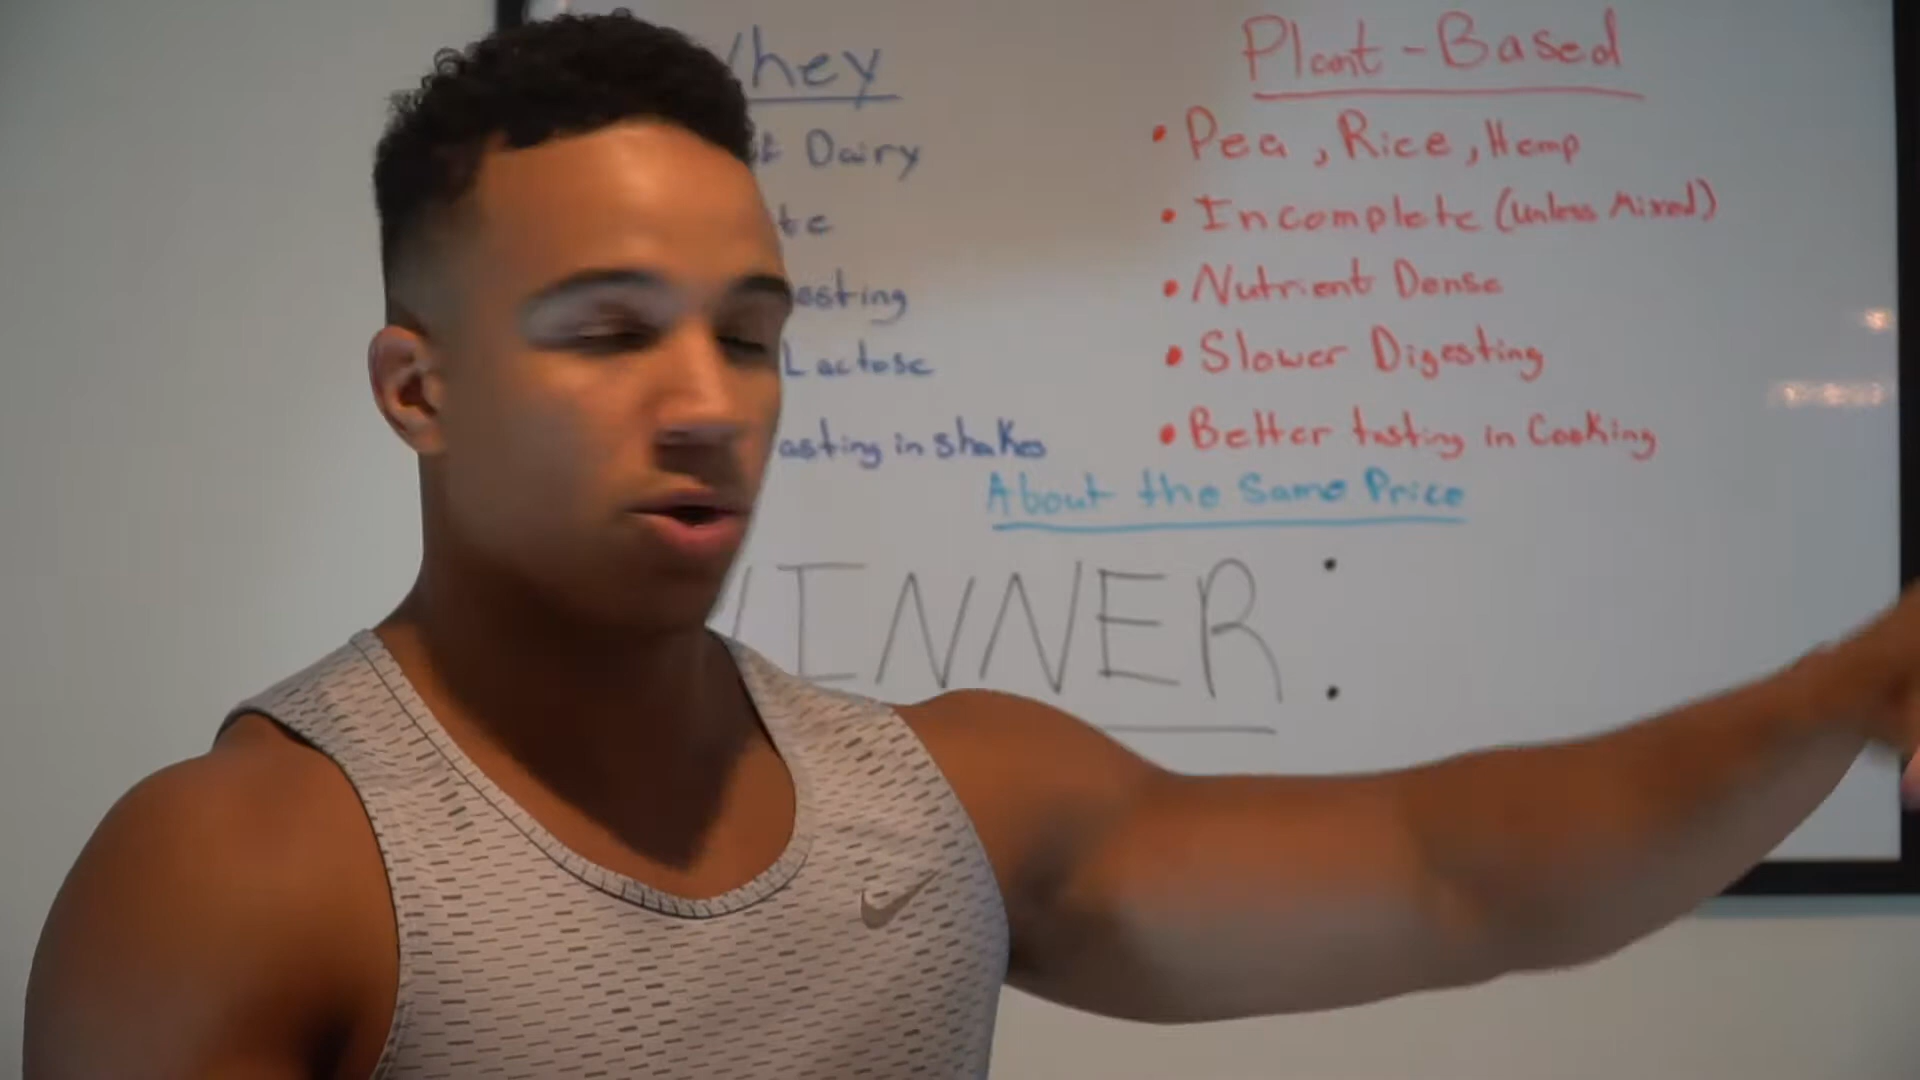 hey
Dairy
Lactose
in shakes
Plant-Based
• Pea, Rice, Hemp
• Incomplete (Unless Mixed)
• Nutrient Dense
• Slower Digesting
• Better tasting in Cooking
About the Same Price
INNER: